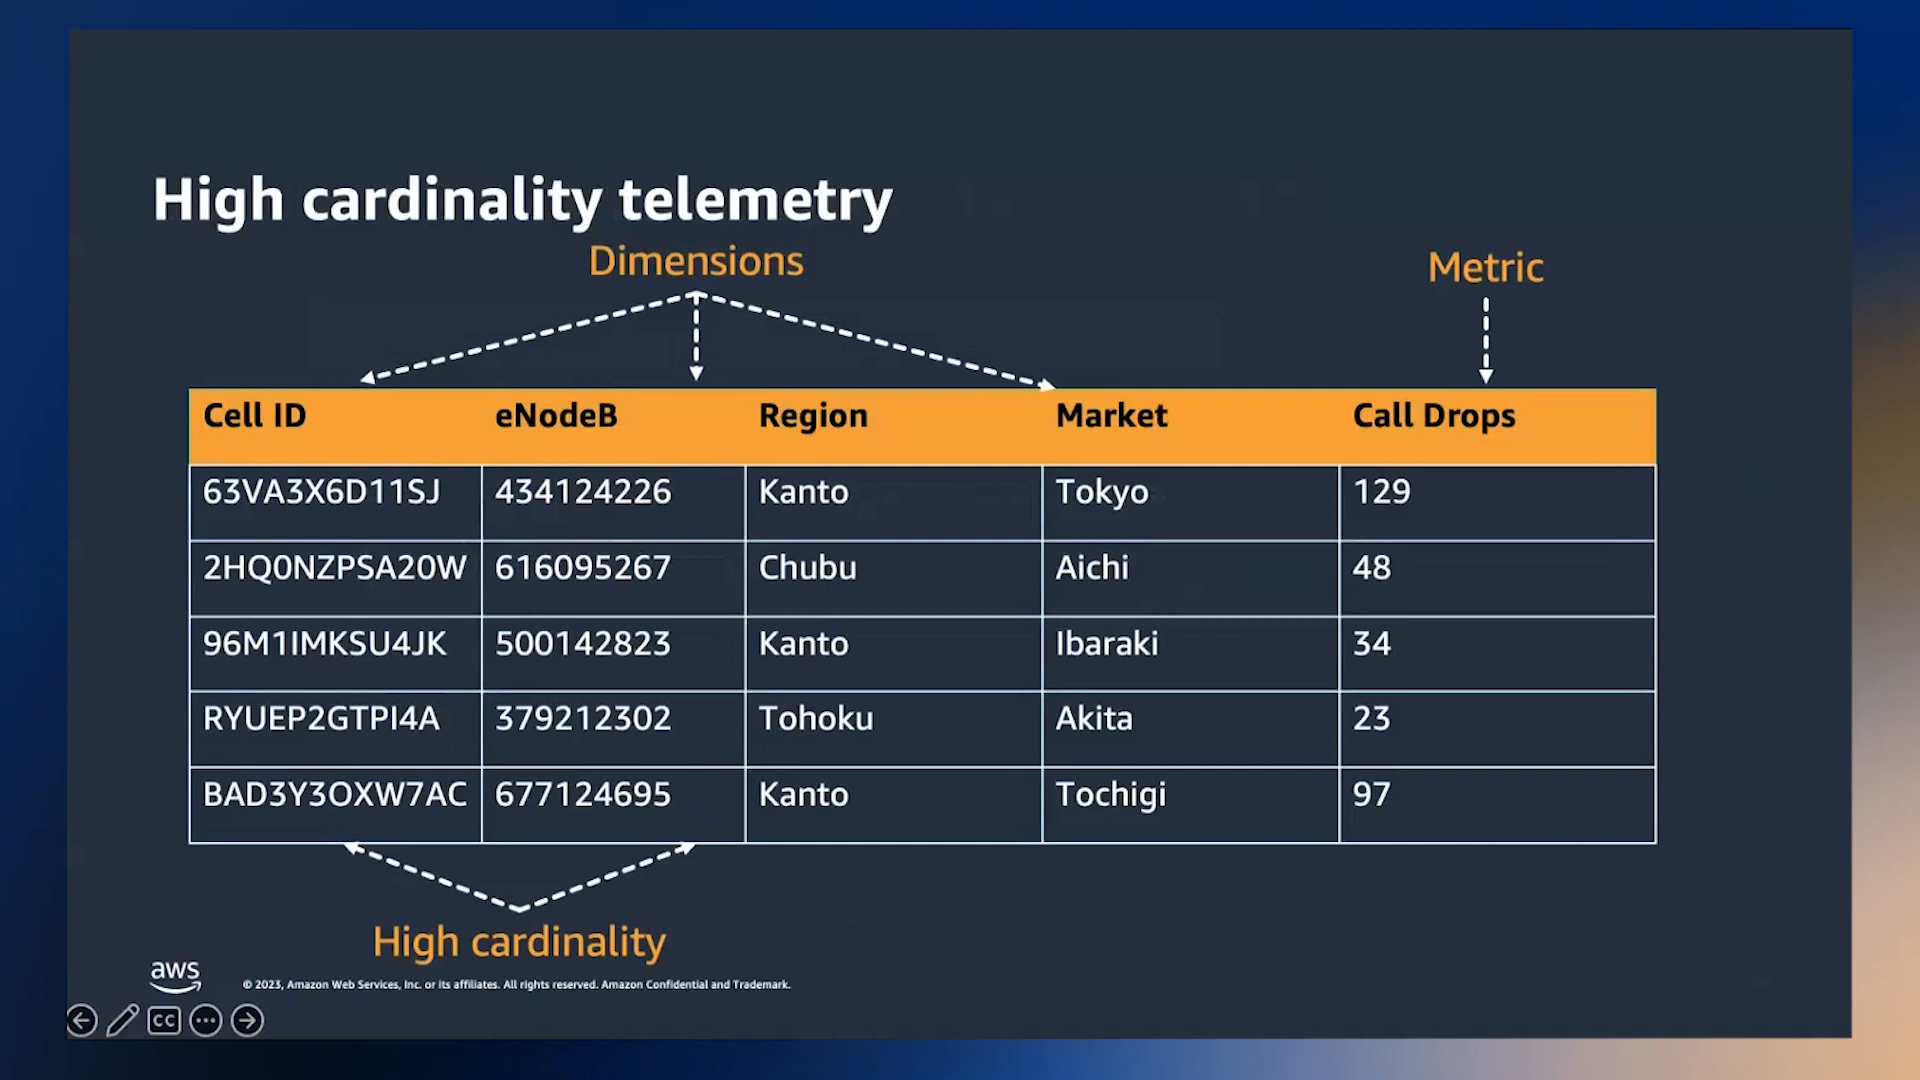 High cardinality telemetry
Dimensions
Metric
Cell ID eNodeB Region Market Call Drops
63VA3X6D11SJ 434124226 Kanto Tokyo 129
2HQ0NZPSA20W 616095267 Chubu Aichi 48
96M1IMKSU4JK 500142823 Kanto Ibaraki 34
RYUEP2GTPI4A 379212302 Tohoku Akita 23
BAD3Y3OXW7AC 677124695 Kanto Tochigi 97
High cardinality
aws
© 2023, Amazon Web Services, Inc. or its affiliates. All rights reserved. Amazon Confidential and Trademark.
CC